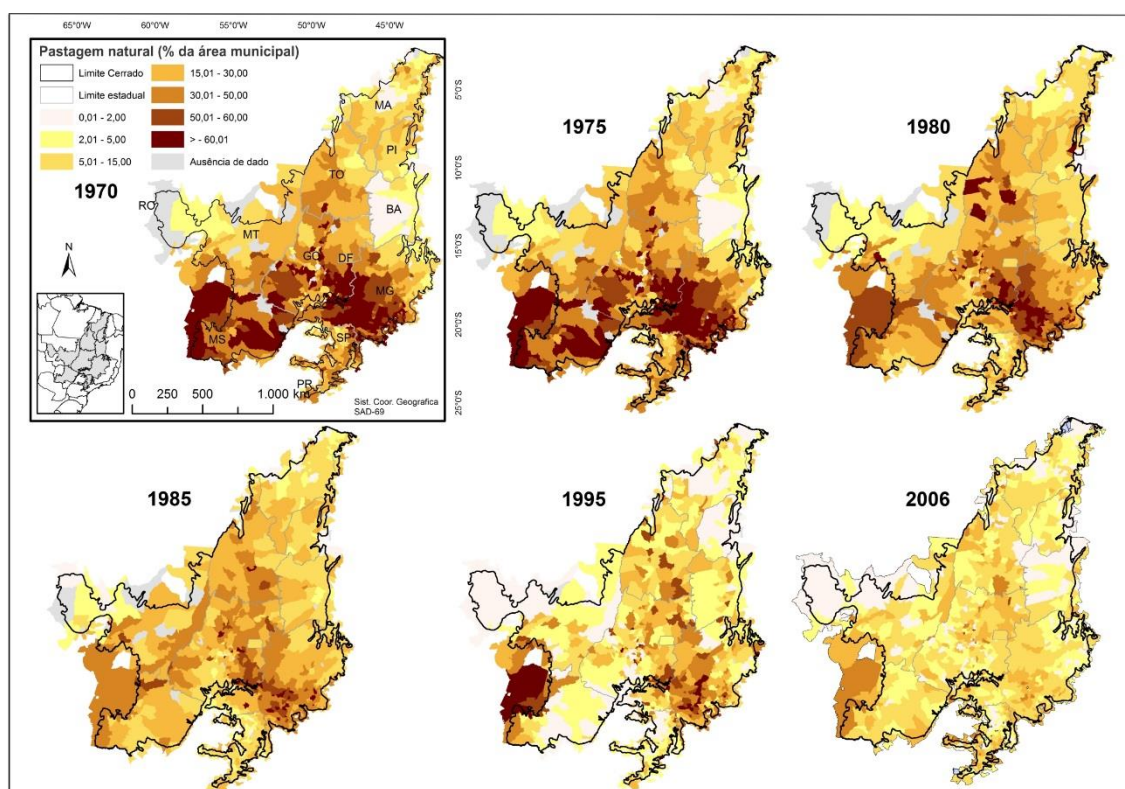 65°W 60°0'W 55°0'W 50°0'W 45°0'W
Pastagem natural (% da área municipal)
Limite Cerrado
Limite estadual
0,01 - 2,00
2,01 - 5,00
5,01 - 15,00
15,01 - 30,00
30,01 - 50,00
50,01 - 60,00
> - 60,01
Ausência de dado
1970
MA
PI
TO
BA
RO
MT
GO
DF
MG
MS
SP
PR
N
0 250 500 1.000 km
Sist. Coor. Geografica
SAD-69
5°0'S
10°0'S
15°0'S
20°0'S
25°0'S
1975
1980
1985
1995
2006